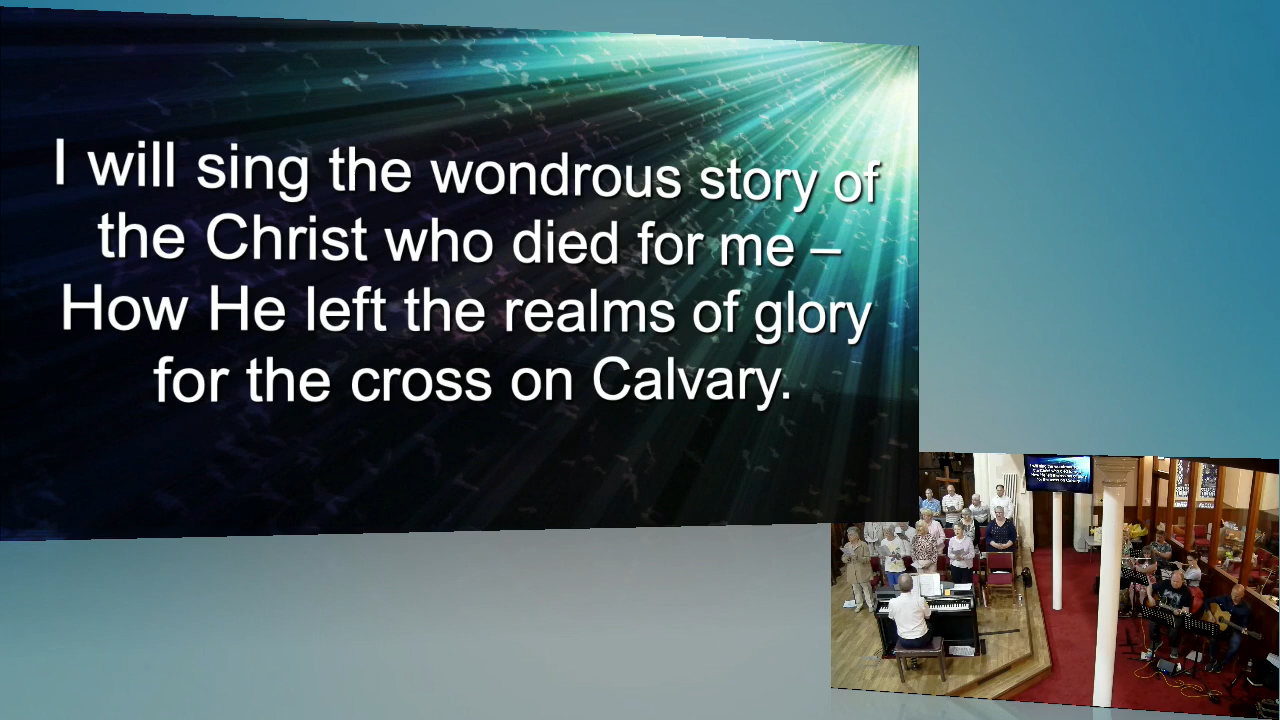 I will sing the wondrous story of
the Christ who died for me –
How He left the realms of glory
for the cross on Calvary.